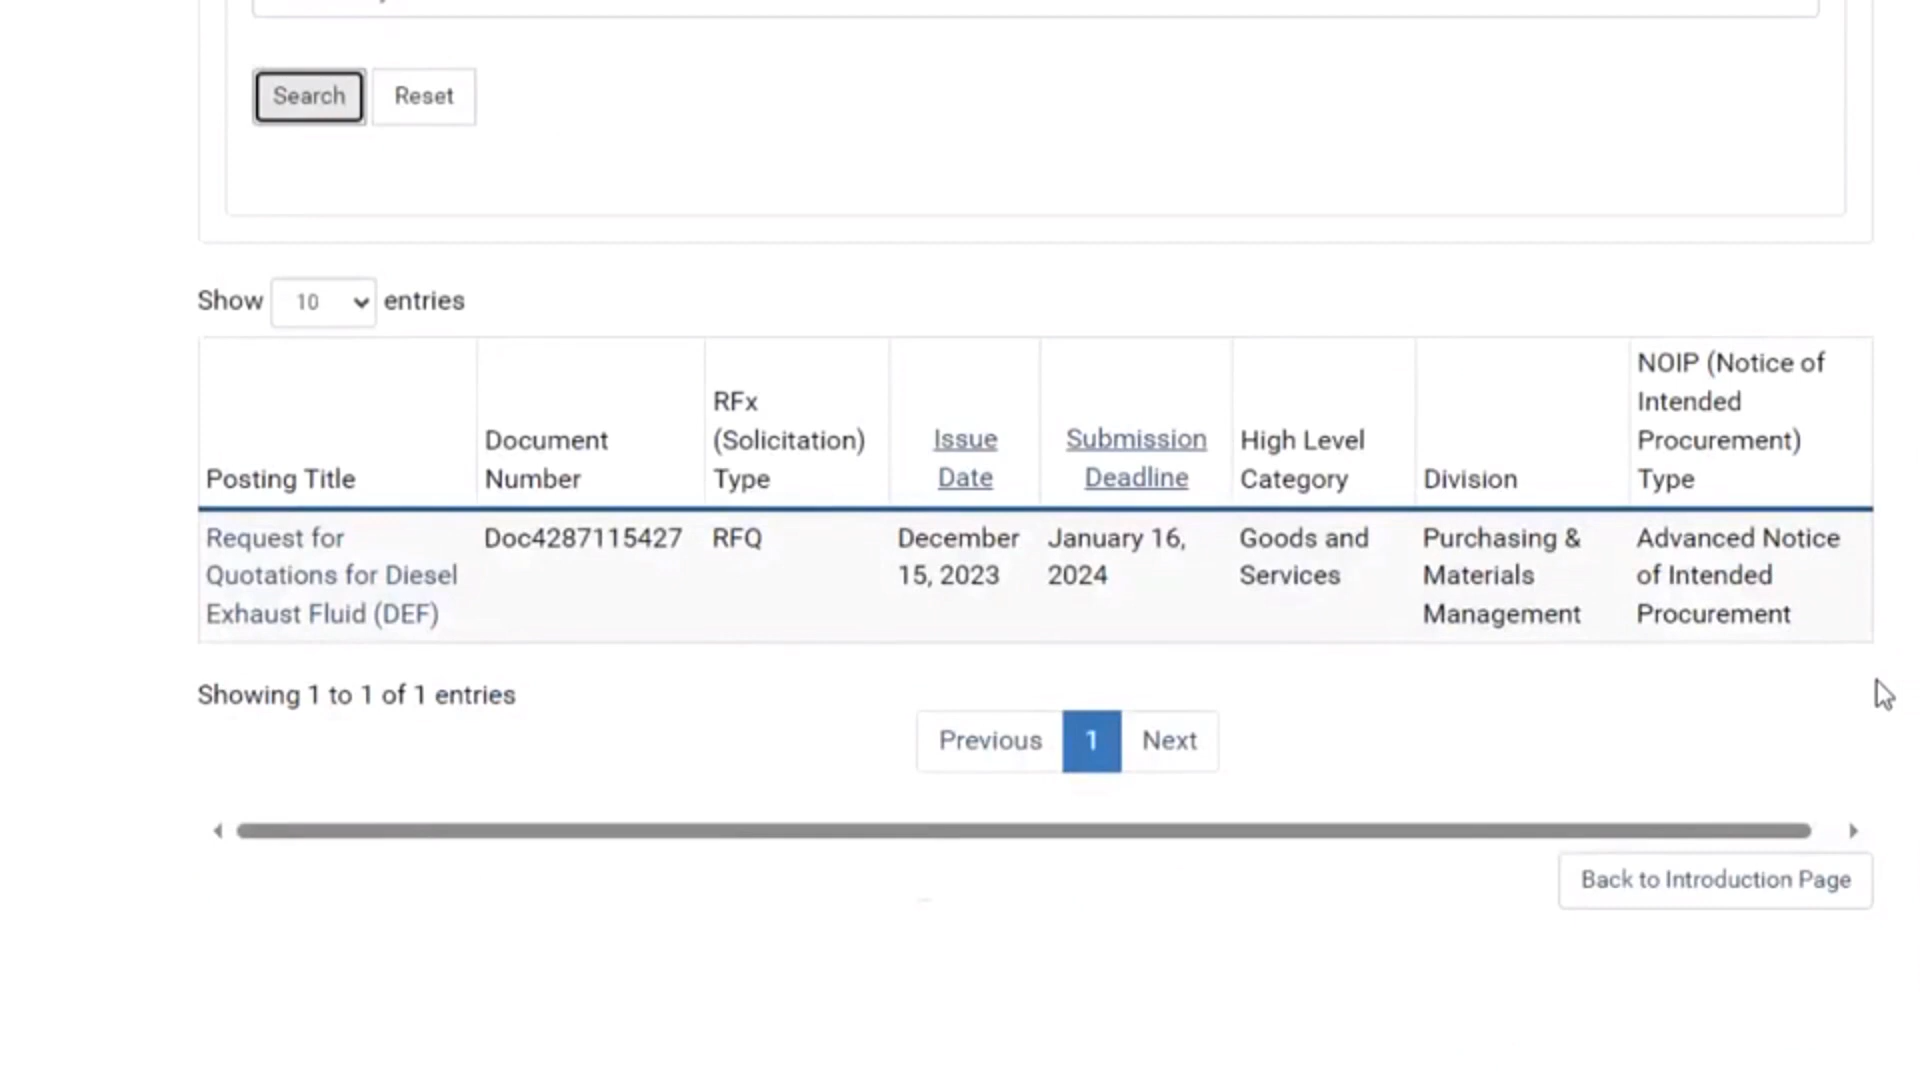 Search Reset
Show 10 entries
Posting Title
Document
Number
RFx
(Solicitation)
Type
Issue
Date
Submission
Deadline
High Level
Category
Division
NOIP (Notice of
Intended
Procurement)
Type
Request for
Quotations for Diesel
Exhaust Fluid (DEF)
Doc4287115427
RFQ
December
15, 2023
January 16,
2024
Goods and
Services
Purchasing &
Materials
Management
Advanced Notice
of Intended
Procurement
Showing 1 to 1 of 1 entries
Previous 1 Next
Back to Introduction Page